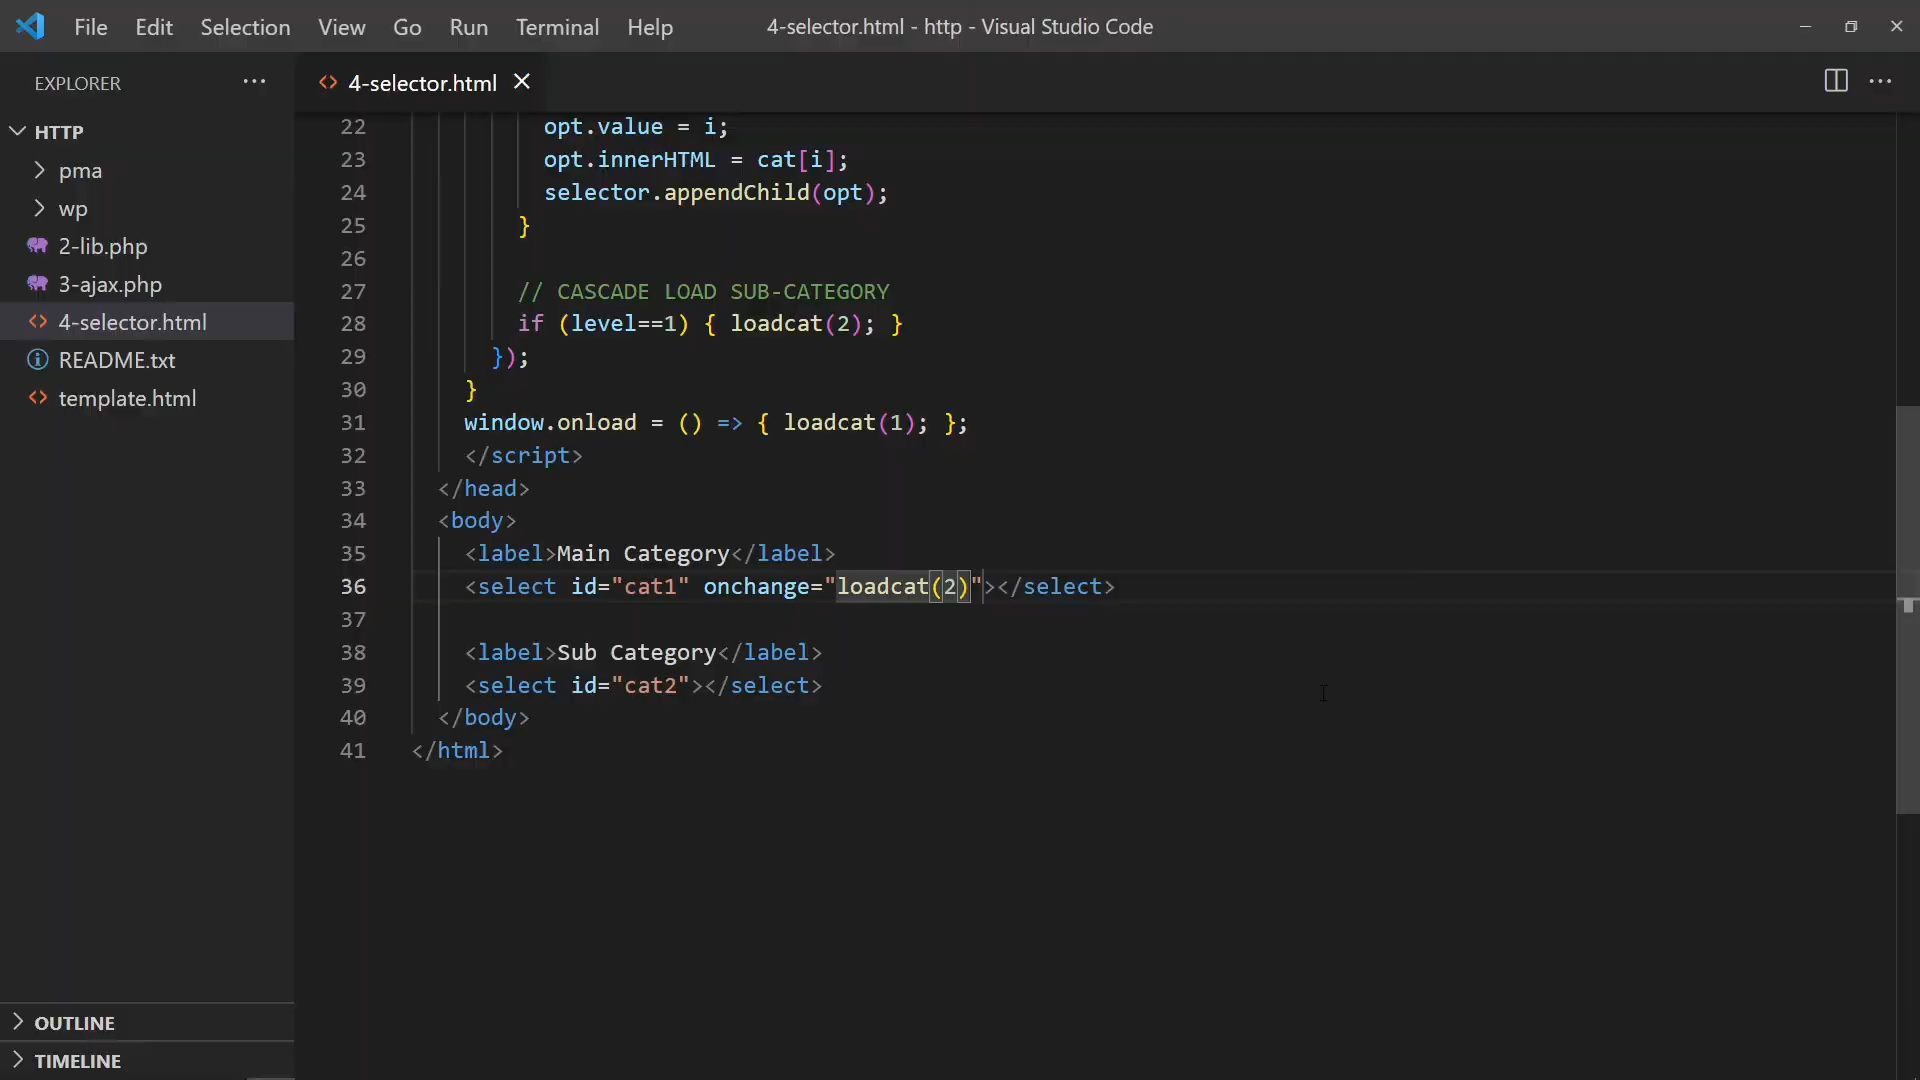 File Edit Selection View Go Run Terminal Help 4-selector.html - http - Visual Studio Code
EXPLORER
HTTP
pma
wp
2-lib.php
3-ajax.php
4-selector.html
README.txt
template.html
OUTLINE
TIMELINE
4-selector.html
22 opt.value = i;
23 opt.innerHTML = cat[i];
24 selector.appendChild(opt);
25 }
26
27 // CASCADE LOAD SUB-CATEGORY
28 if (level==1) { loadcat(2); }
29 });
30 }
31 window.onload = () => { loadcat(1); };
32 </script>
33 </head>
34 <body>
35 <label>Main Category</label>
36 <select id="cat1" onchange="loadcat(2)"></select>
37
38 <label>Sub Category</label>
39 <select id="cat2"></select>
40 </body>
41 </html>